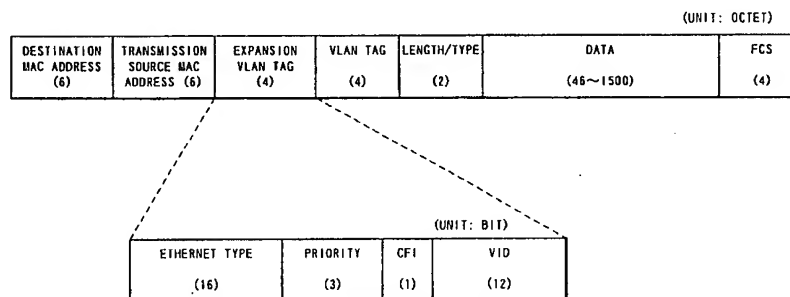 (UNIT: OCTET)
DESTINATION MAC ADDRESS (6)
TRANSMISSION SOURCE MAC ADDRESS (6)
EXPANSION VLAN TAG (4)
VLAN TAG (4)
LENGTH/TYPE (2)
DATA (46~1500)
FCS (4)
(UNIT: BIT)
ETHERNET TYPE (16)
PRIORITY (3)
CFI (1)
VID (12)